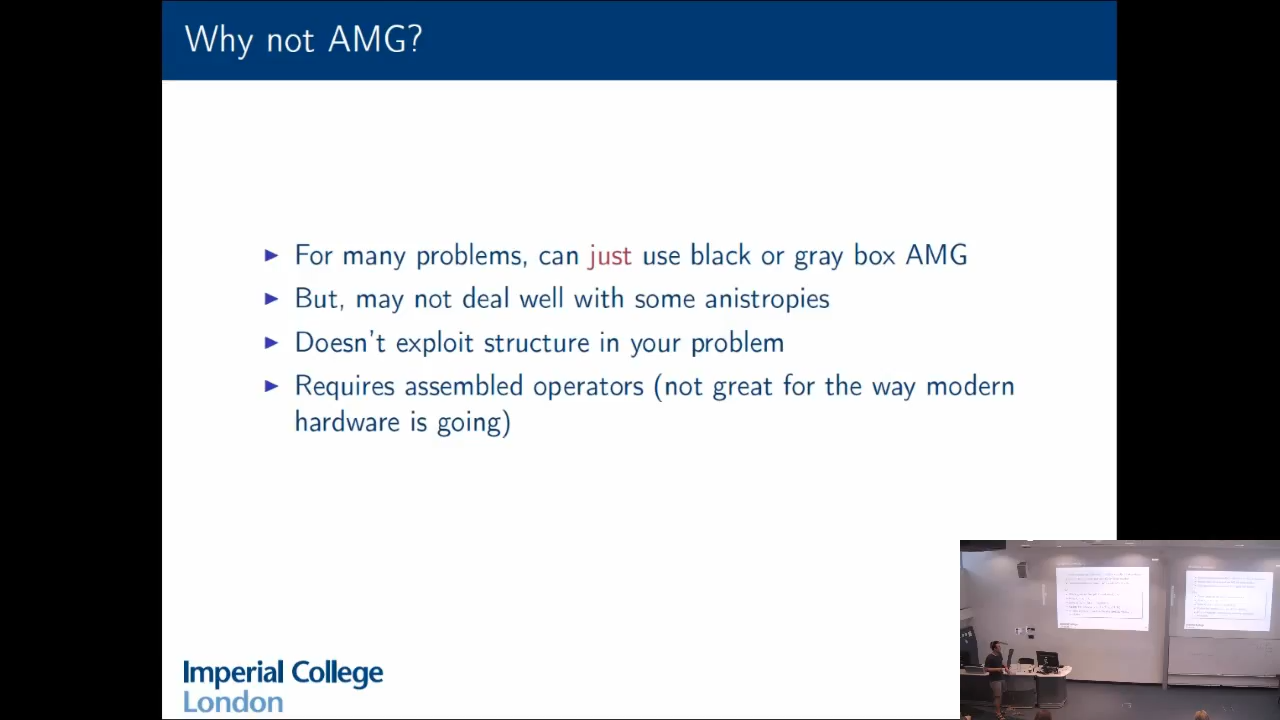 Why not AMG?
► For many problems, can just use black or gray box AMG
► But, may not deal well with some anistropies
► Doesn't exploit structure in your problem
► Requires assembled operators (not great for the way modern
hardware is going)
Imperial College
London